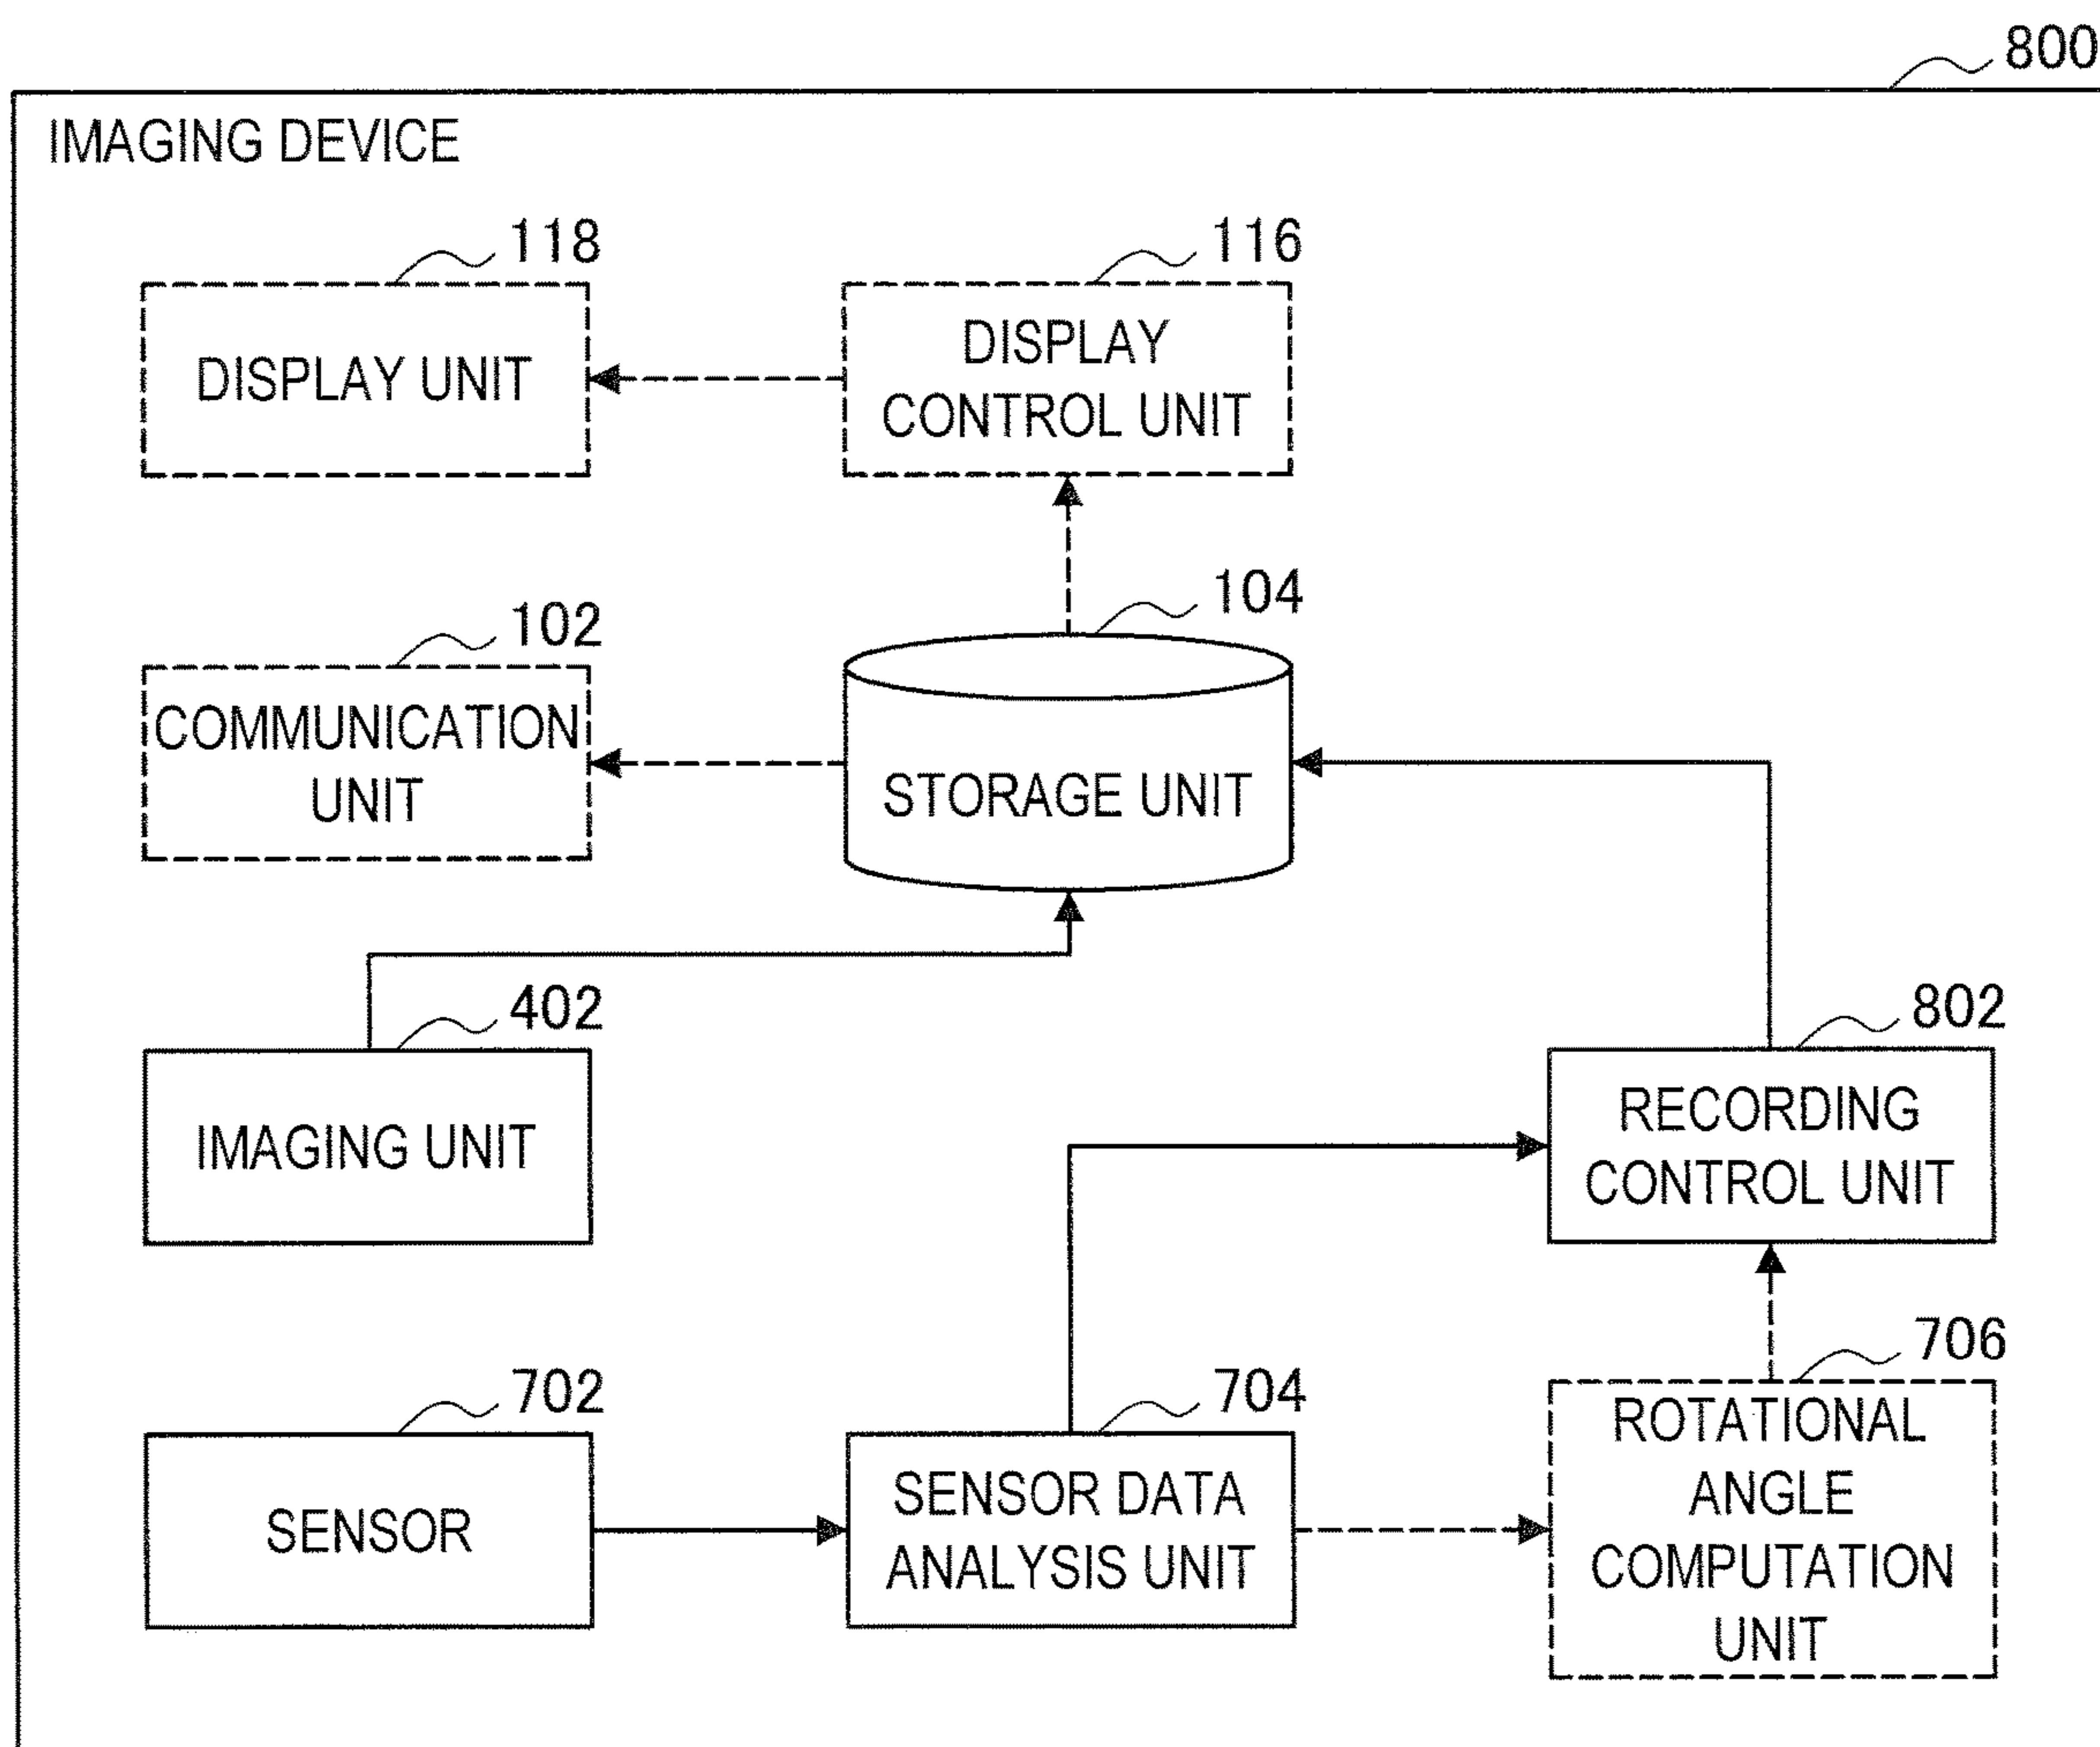 800
IMAGING DEVICE
118
116
DISPLAY UNIT
DISPLAY
CONTROL UNIT
102
104
COMMUNICATION
UNIT
STORAGE UNIT
402
802
IMAGING UNIT
RECORDING
CONTROL UNIT
702
704
706
SENSOR
SENSOR DATA
ANALYSIS UNIT
ROTATIONAL
ANGLE
COMPUTATION
UNIT